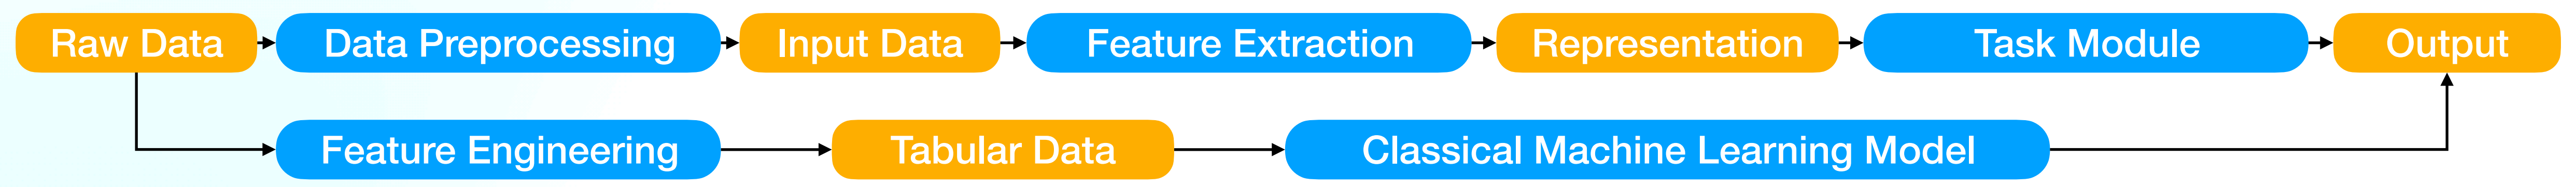 Raw Data
Data Preprocessing
Input Data
Feature Extraction
Representation
Task Module
Output
Feature Engineering
Tabular Data
Classical Machine Learning Model